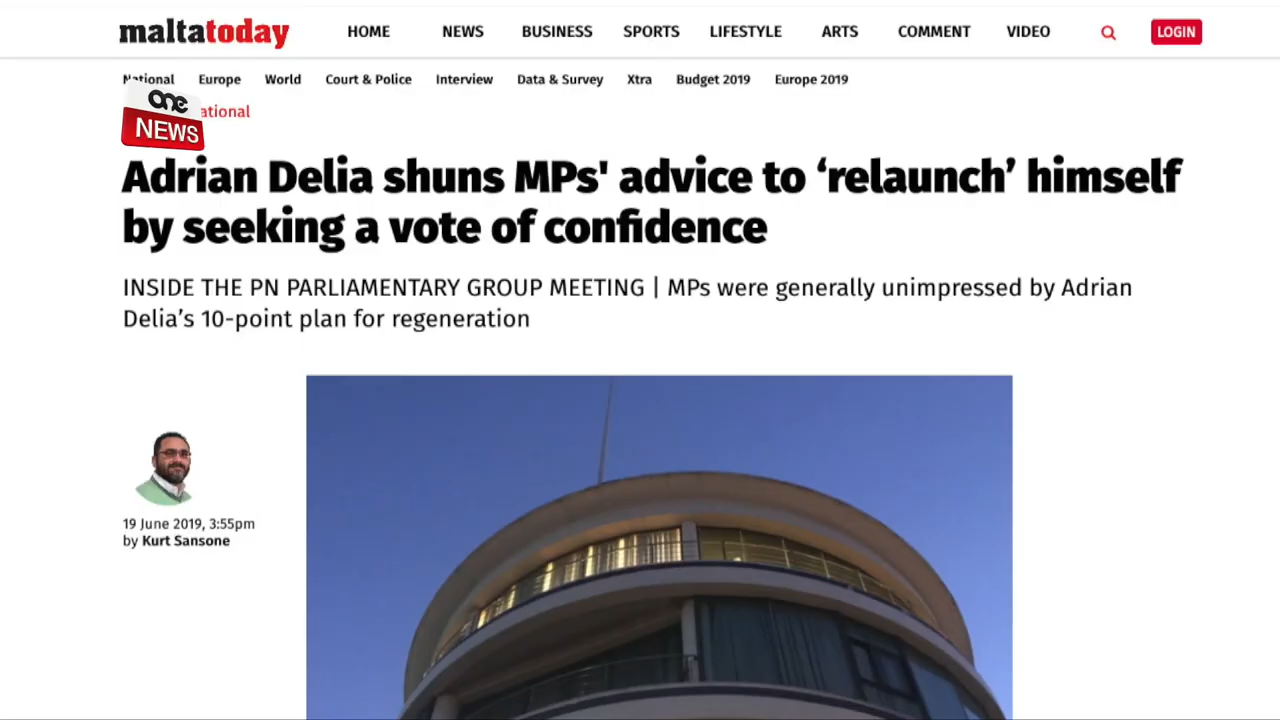 maltatoday
HOME NEWS BUSINESS SPORTS LIFESTYLE ARTS COMMENT VIDEO LOGIN
National Europe World Court & Police Interview Data & Survey Xtra Budget 2019 Europe 2019
one
NEWS
ational
Adrian Delia shuns MPs' advice to ‘relaunch’ himself
by seeking a vote of confidence
INSIDE THE PN PARLIAMENTARY GROUP MEETING | MPs were generally unimpressed by Adrian
Delia’s 10-point plan for regeneration
19 June 2019, 3:55pm
by Kurt Sansone